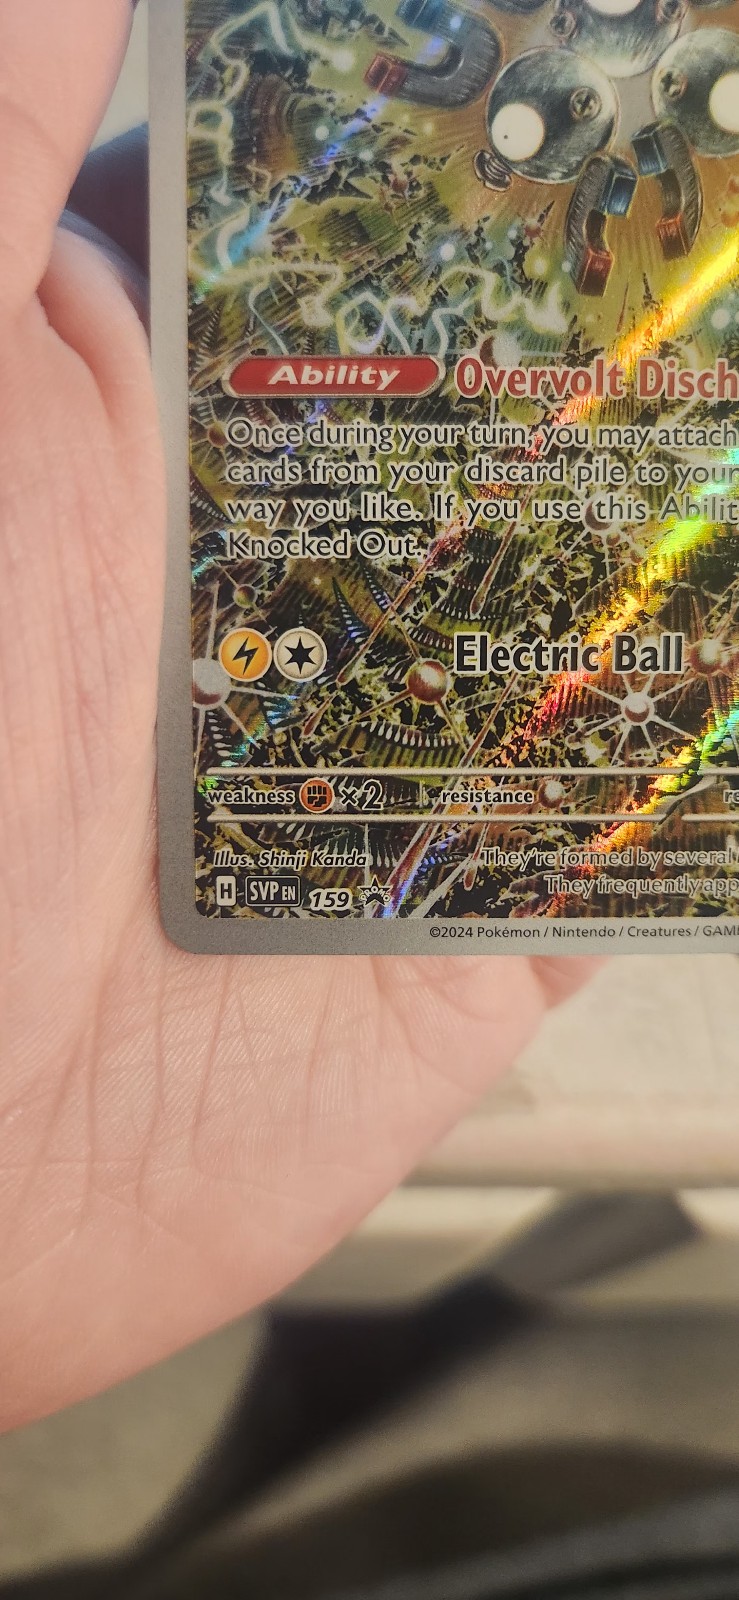 Ability Overvolt Disch
Once during your turn, you may attach
cards from your discard pile to your
way you like. If you use this Abilit
Knocked Out.
Electric Ball
weakness ×2 resistance re
Illus. Shinji Kanda They're formed by several
H SVP EN 159 PROMO They frequently app
©2024 Pokémon / Nintendo / Creatures / GAME